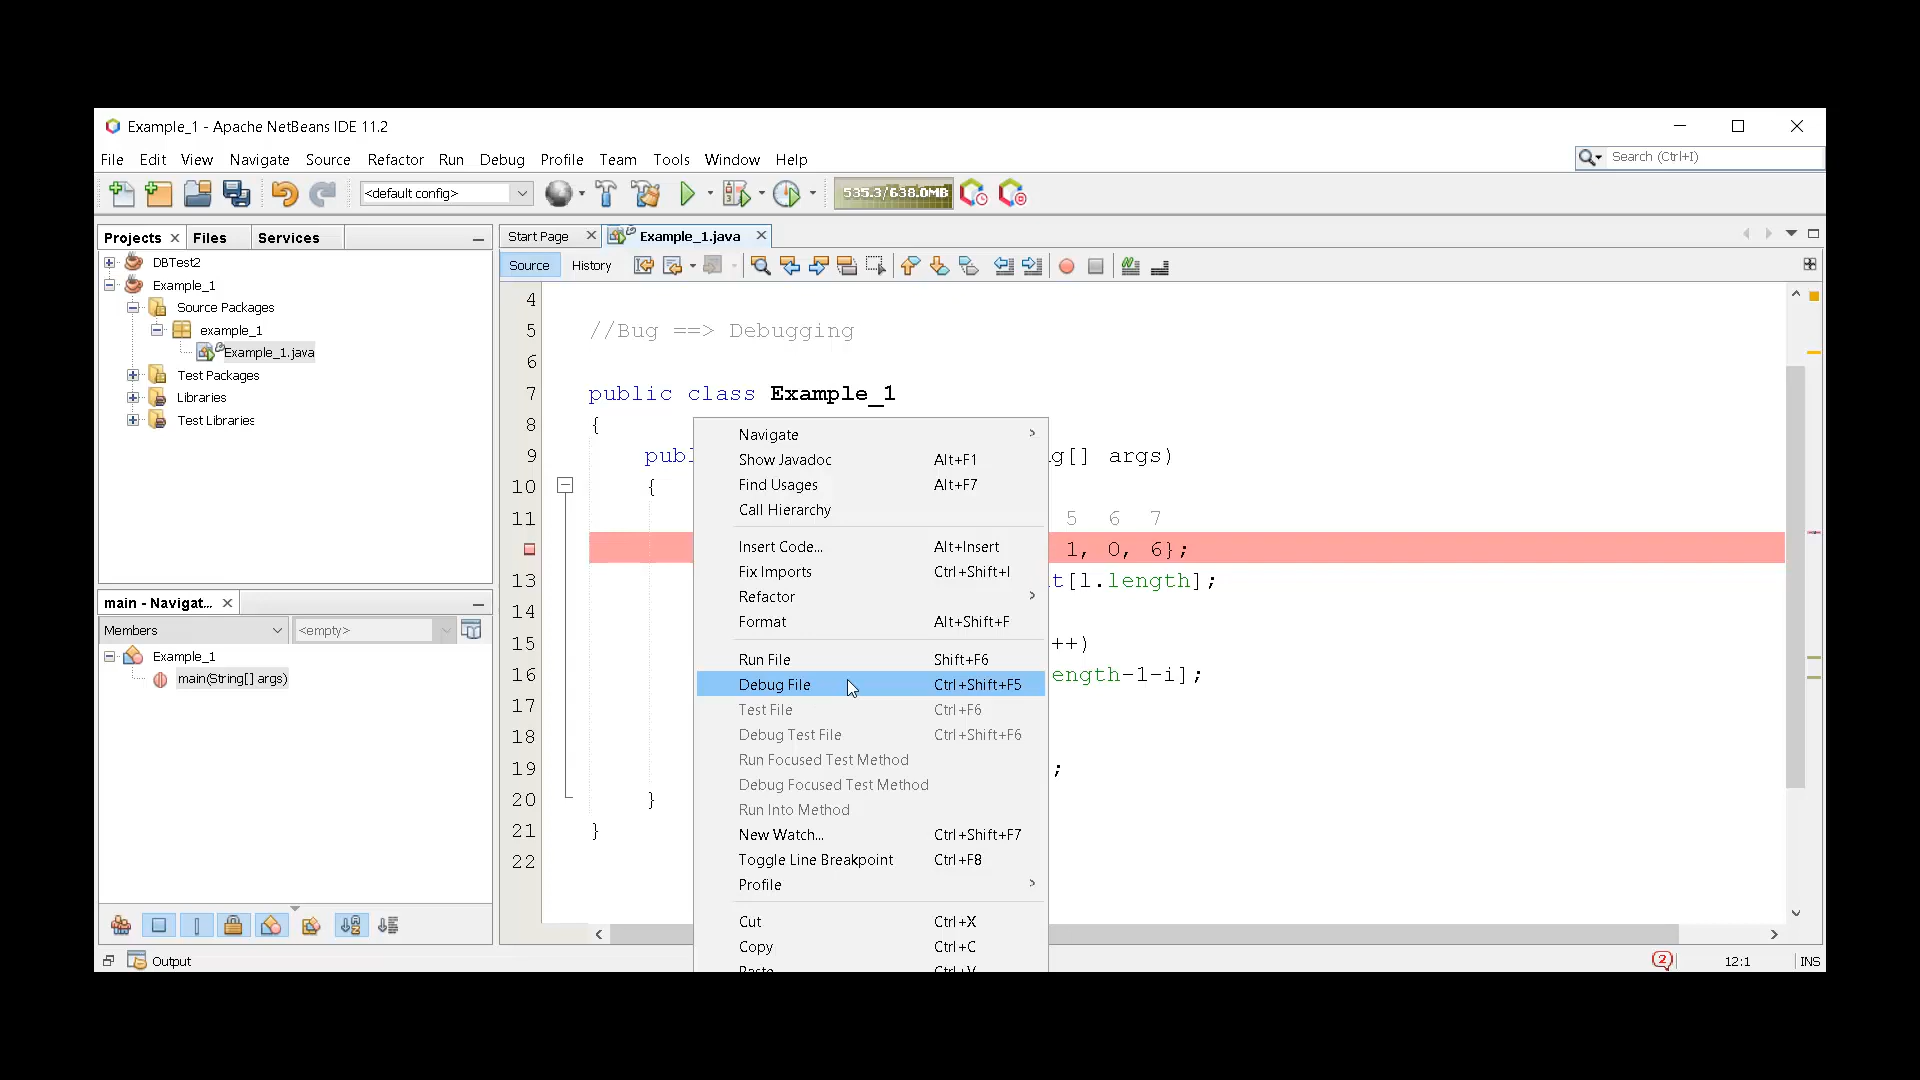 Example_1 - Apache NetBeans IDE 11.2
File Edit View Navigate Source Refactor Run Debug Profile Team Tools Window Help
Search (Ctrl+I)
<default config>
535.3/638.0MB
Projects Files Services
DBTest2
Example_1
Source Packages
example_1
Example_1.java
Test Packages
Libraries
Test Libraries
main - Navigat...
Members
<empty>
Example_1
main(String[] args)
Output
Start Page Example_1.java
Source History
4
5 //Bug ==> Debugging
6
7 public class Example_1
8 {
9 publ g[] args)
10 {
11 5 6 7
1, 0, 6};
13 t[l.length];
14
15 ++)
16 ength-1-i];
17
18
19 ;
20 }
21 }
22
Navigate
Show Javadoc Alt+F1
Find Usages Alt+F7
Call Hierarchy
Insert Code... Alt+Insert
Fix Imports Ctrl+Shift+I
Refactor
Format Alt+Shift+F
Run File Shift+F6
Debug File Ctrl+Shift+F5
Test File Ctrl+F6
Debug Test File Ctrl+Shift+F6
Run Focused Test Method
Debug Focused Test Method
Run Into Method
New Watch... Ctrl+Shift+F7
Toggle Line Breakpoint Ctrl+F8
Profile
Cut Ctrl+X
Copy Ctrl+C
Paste Ctrl+V
2 12:1 INS